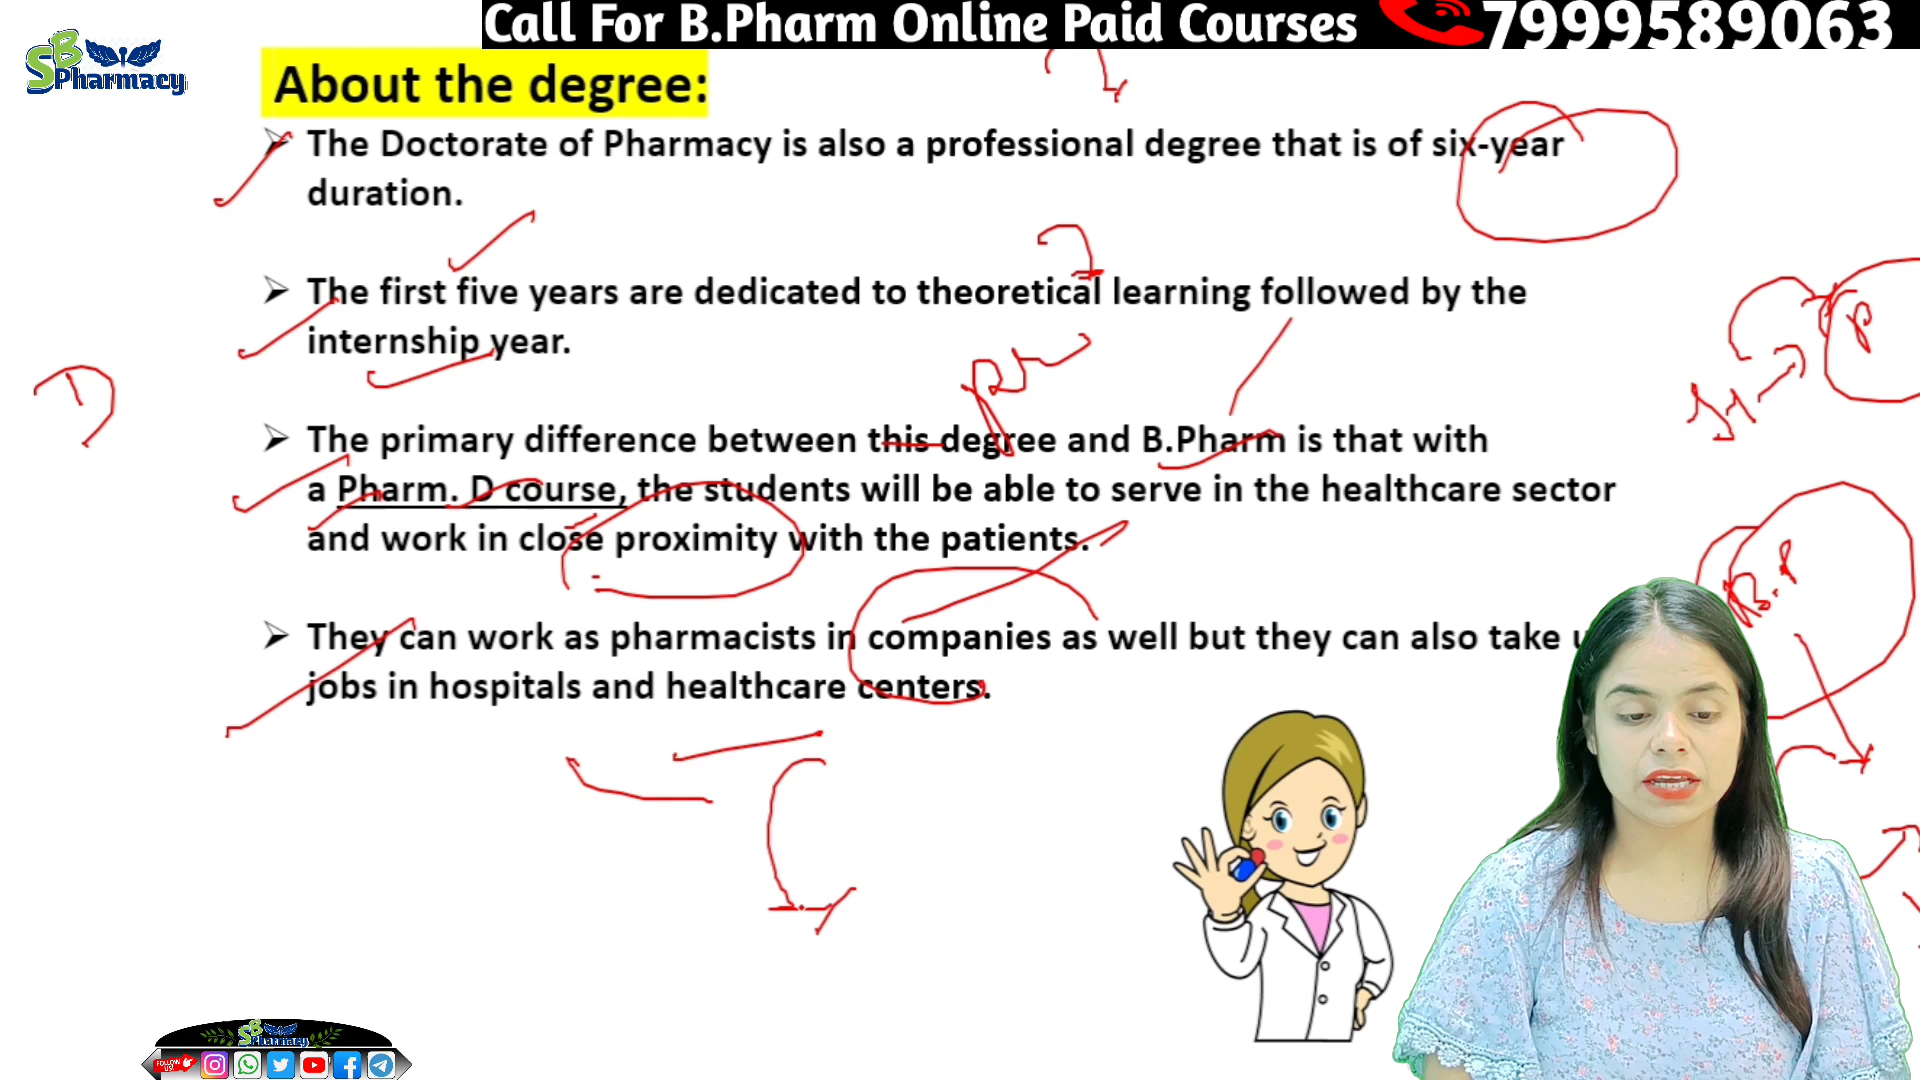 Call For B.Pharm Online Paid Courses 7999589063
SB Pharmacy
About the degree:
➢ The Doctorate of Pharmacy is also a professional degree that is of six-year
duration.
➢ The first five years are dedicated to theoretical learning followed by the
internship year.
➢ The primary difference between this degree and B.Pharm is that with
a Pharm. D course, the students will be able to serve in the healthcare sector
and work in close proximity with the patients.
➢ They can work as pharmacists in companies as well but they can also take
jobs in hospitals and healthcare centers.
D
P
B.P
SB Pharmacy
FOLLOW US!